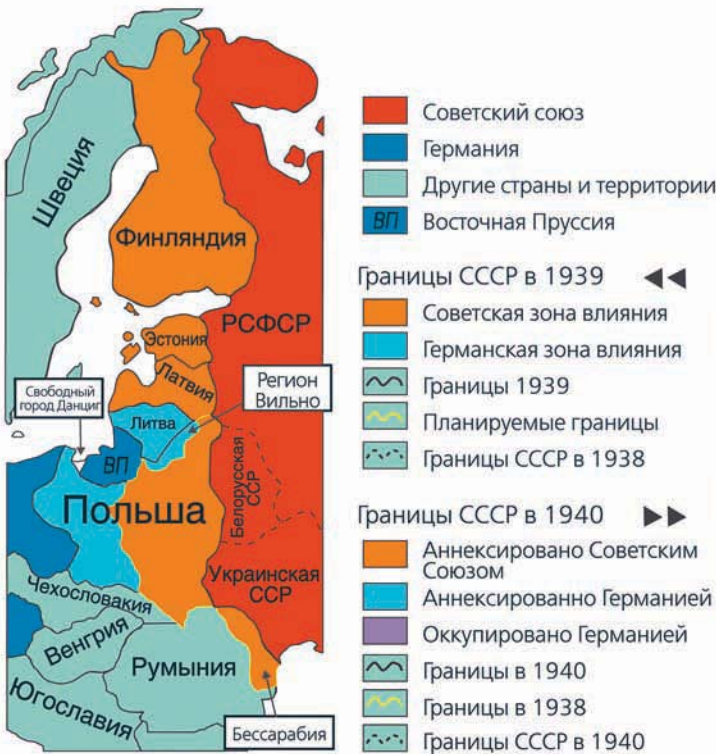 Швеция
Финляндия
РСФСР
Эстония
Латвия
Регион
Вильно
Свободный
город Данциг
Литва
ВП
Польша
Белорусская
ССР
Украинская
ССР
Чехословакия
Венгрия
Румыния
Югославия
Бессарабия
Советский союз
Германия
Другие страны и территории
ВП Восточная Пруссия
Границы СССР в 1939 ◀◀
Советская зона влияния
Германская зона влияния
Границы 1939
Планируемые границы
Границы СССР в 1938
Границы СССР в 1940 ▶▶
Аннексировано Советским
Союзом
Аннексированно Германией
Оккупировано Германией
Границы в 1940
Границы в 1938
Границы СССР в 1940